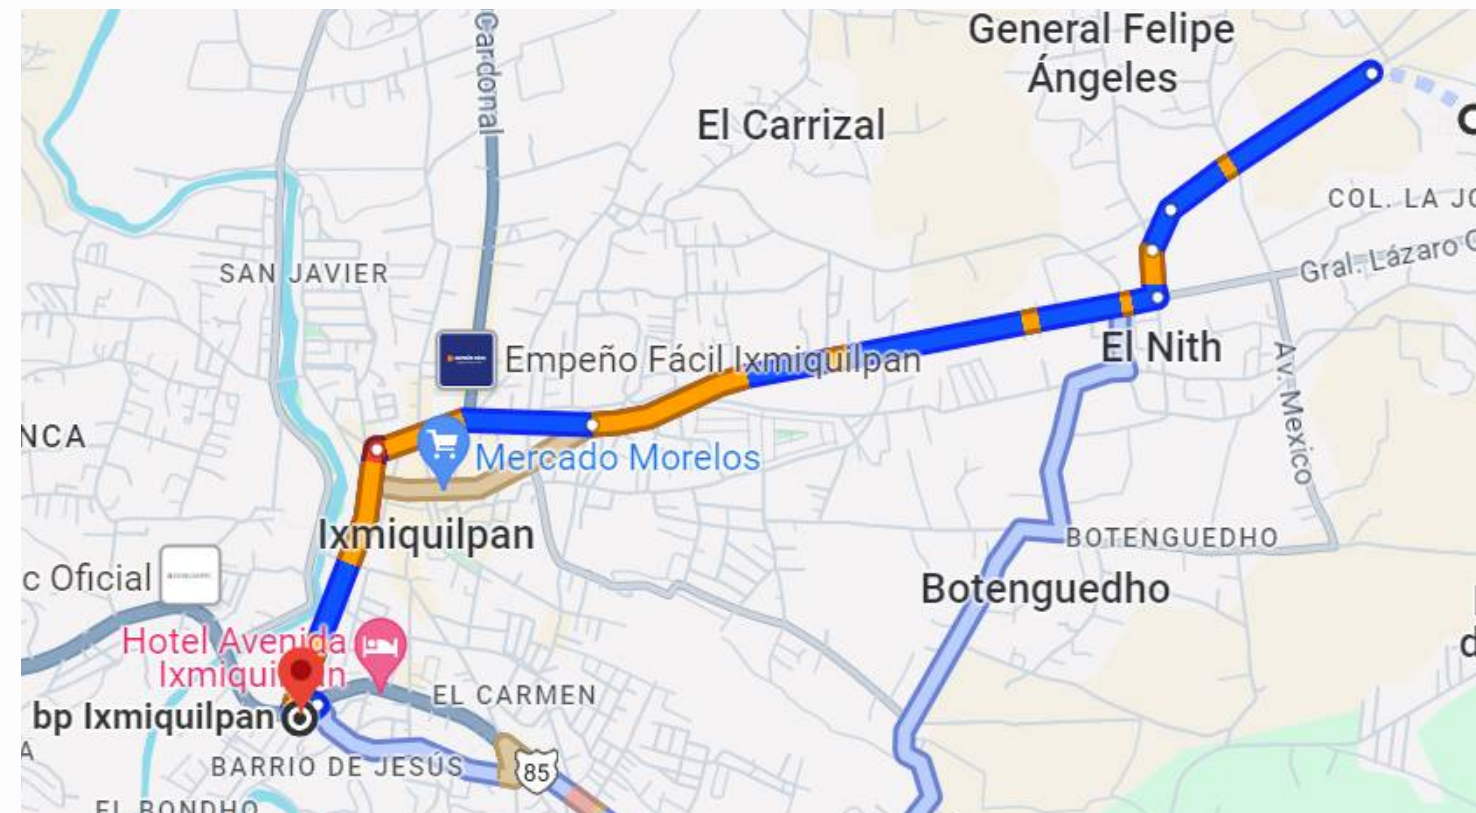 Cardonal
General Felipe
Ángeles
El Carrizal
COL. LA JO
Gral. Lázaro
SAN JAVIER
El Nith
Empeño Fácil Ixmiquilpan
Av. Mexico
NCA
Mercado Morelos
Ixmiquilpan
BOTENGUEDHO
c Oficial
Botenguedho
Hotel Avenida
Ixmiquilpan
EL CARMEN
bp Ixmiquilpan
BARRIO DE JESÚS
85
EL BONDHO